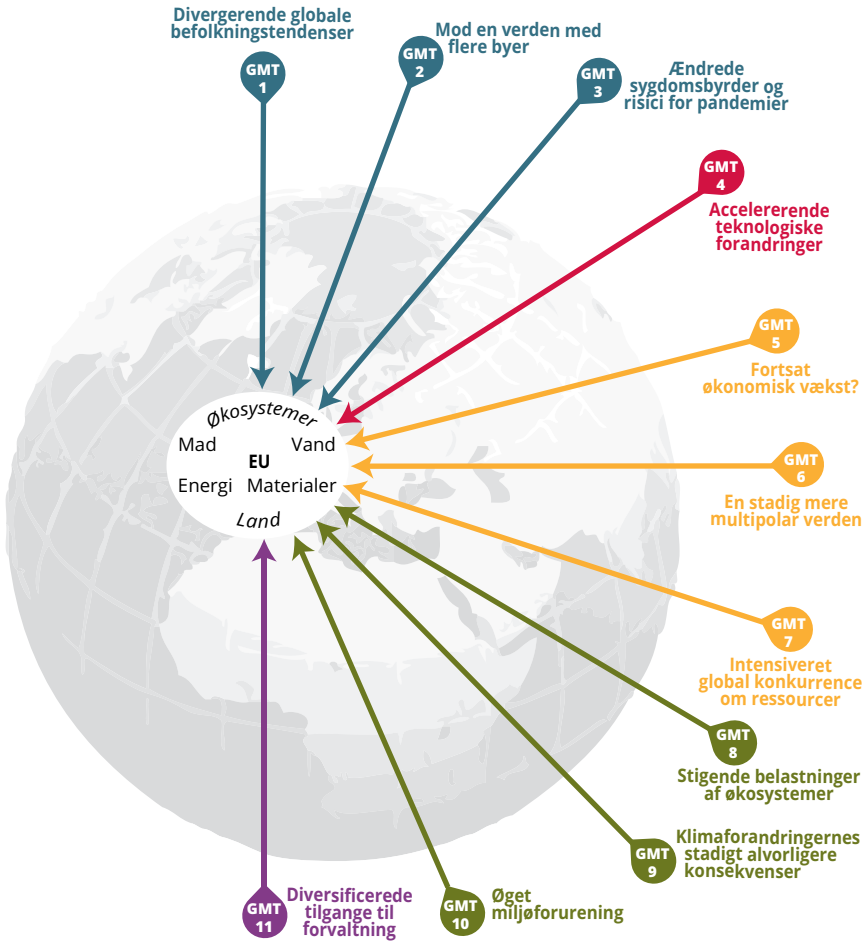 Divergerende globale
befolkningstendenser
GMT
1
Mod en verden med
flere byer
GMT
2
Ændrede
sygdomsbyrder og
risici for pandemier
GMT
3
GMT
4
Accelererende
teknologiske
forandringer
GMT
5
Fortsat
økonomisk vækst?
GMT
6
En stadig mere
multipolar verden
GMT
7
Intensiveret
global konkurrence
om ressourcer
GMT
8
Stigende belastninger
af økosystemer
Klimaforandringernes
stadigt alvorligere
konsekvenser
GMT
9
Øget
miljøforurening
GMT
10
Diversificerede
tilgange til
forvaltning
GMT
11
Økosystemer
Mad Vand
EU
Energi Materialer
Land